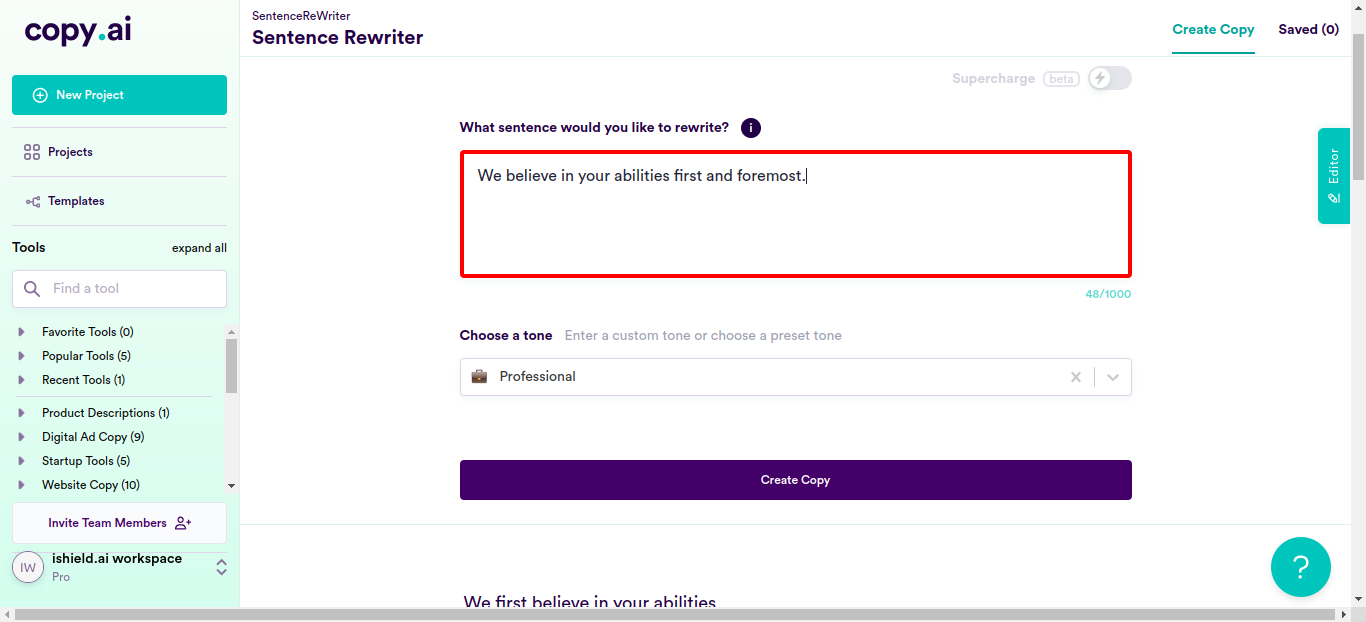 copy.ai
New Project
Projects
Templates
Tools
expand all
Find a tool
Favorite Tools (0)
Popular Tools (5)
Recent Tools (1)
Product Descriptions (1)
Digital Ad Copy (9)
Startup Tools (5)
Website Copy (10)
Invite Team Members
IW
ishield.ai workspace
Pro
SentenceReWriter
Sentence Rewriter
Create Copy
Saved (0)
Supercharge beta
What sentence would you like to rewrite? i
We believe in your abilities first and foremost.
48/1000
Choose a tone Enter a custom tone or choose a preset tone
Professional
Create Copy
We first believe in your abilities
Editor
?